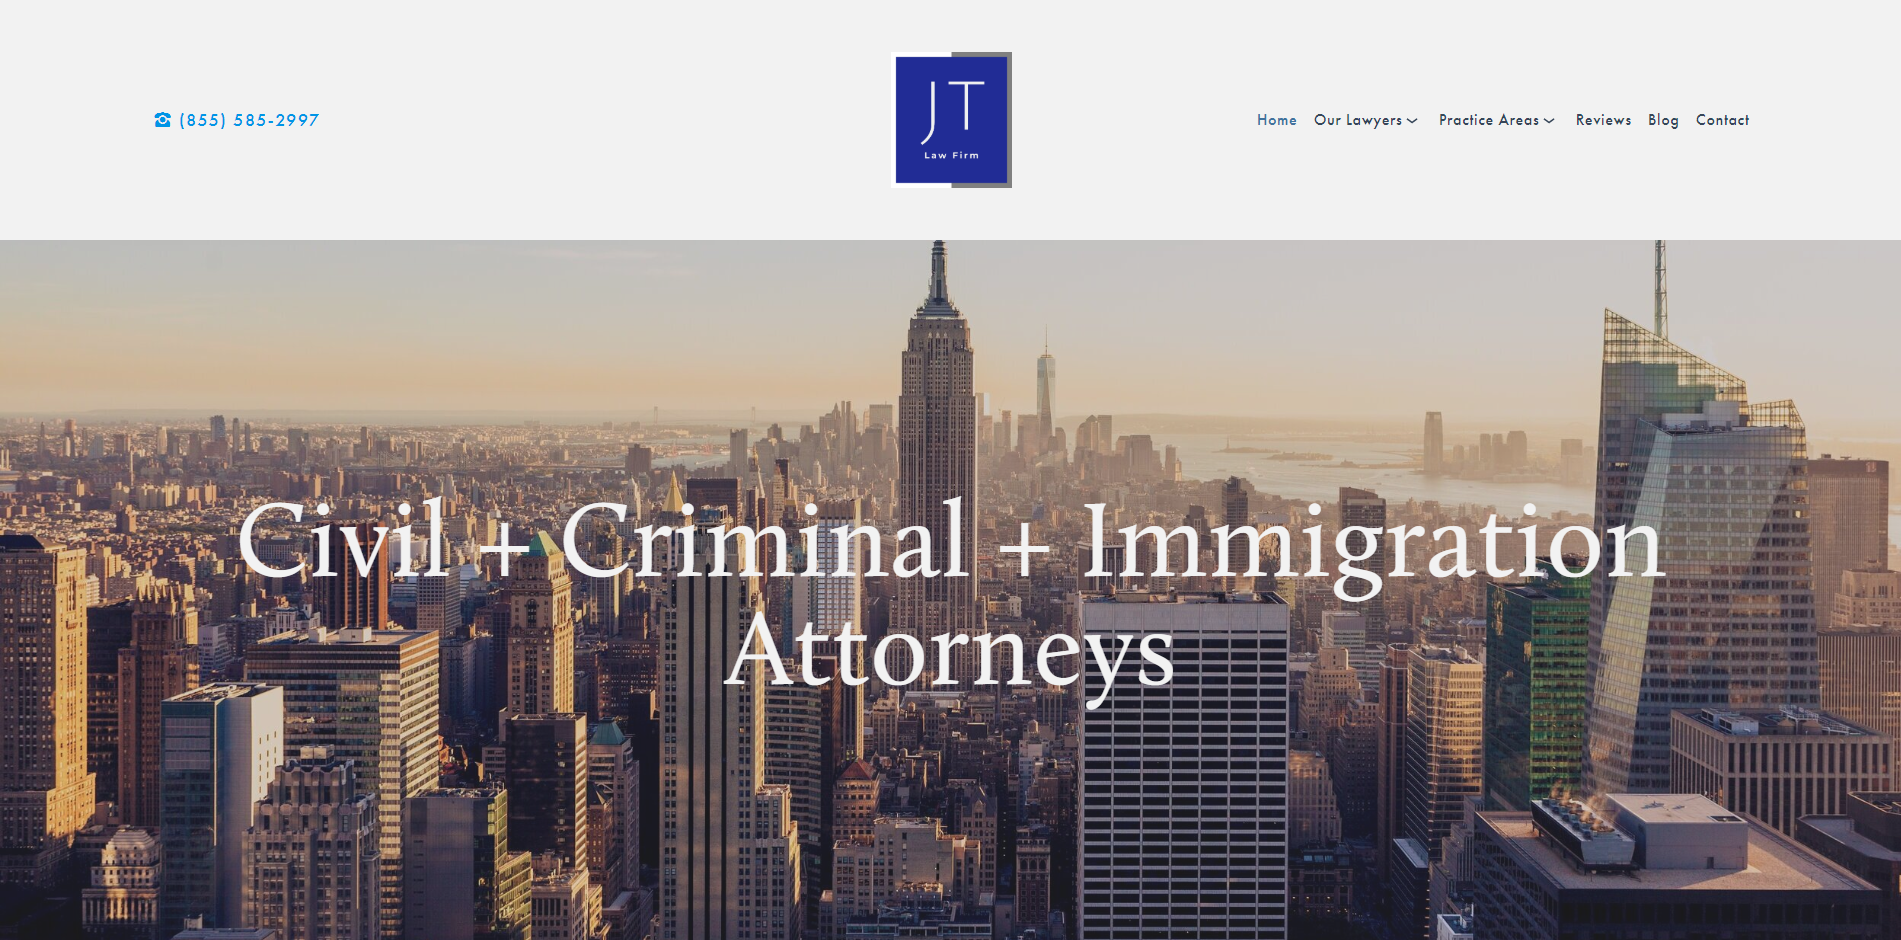 (855) 585-2997
JT
Law Firm
Home Our Lawyers Practice Areas Reviews Blog Contact
Civil + Criminal + Immigration
Attorneys